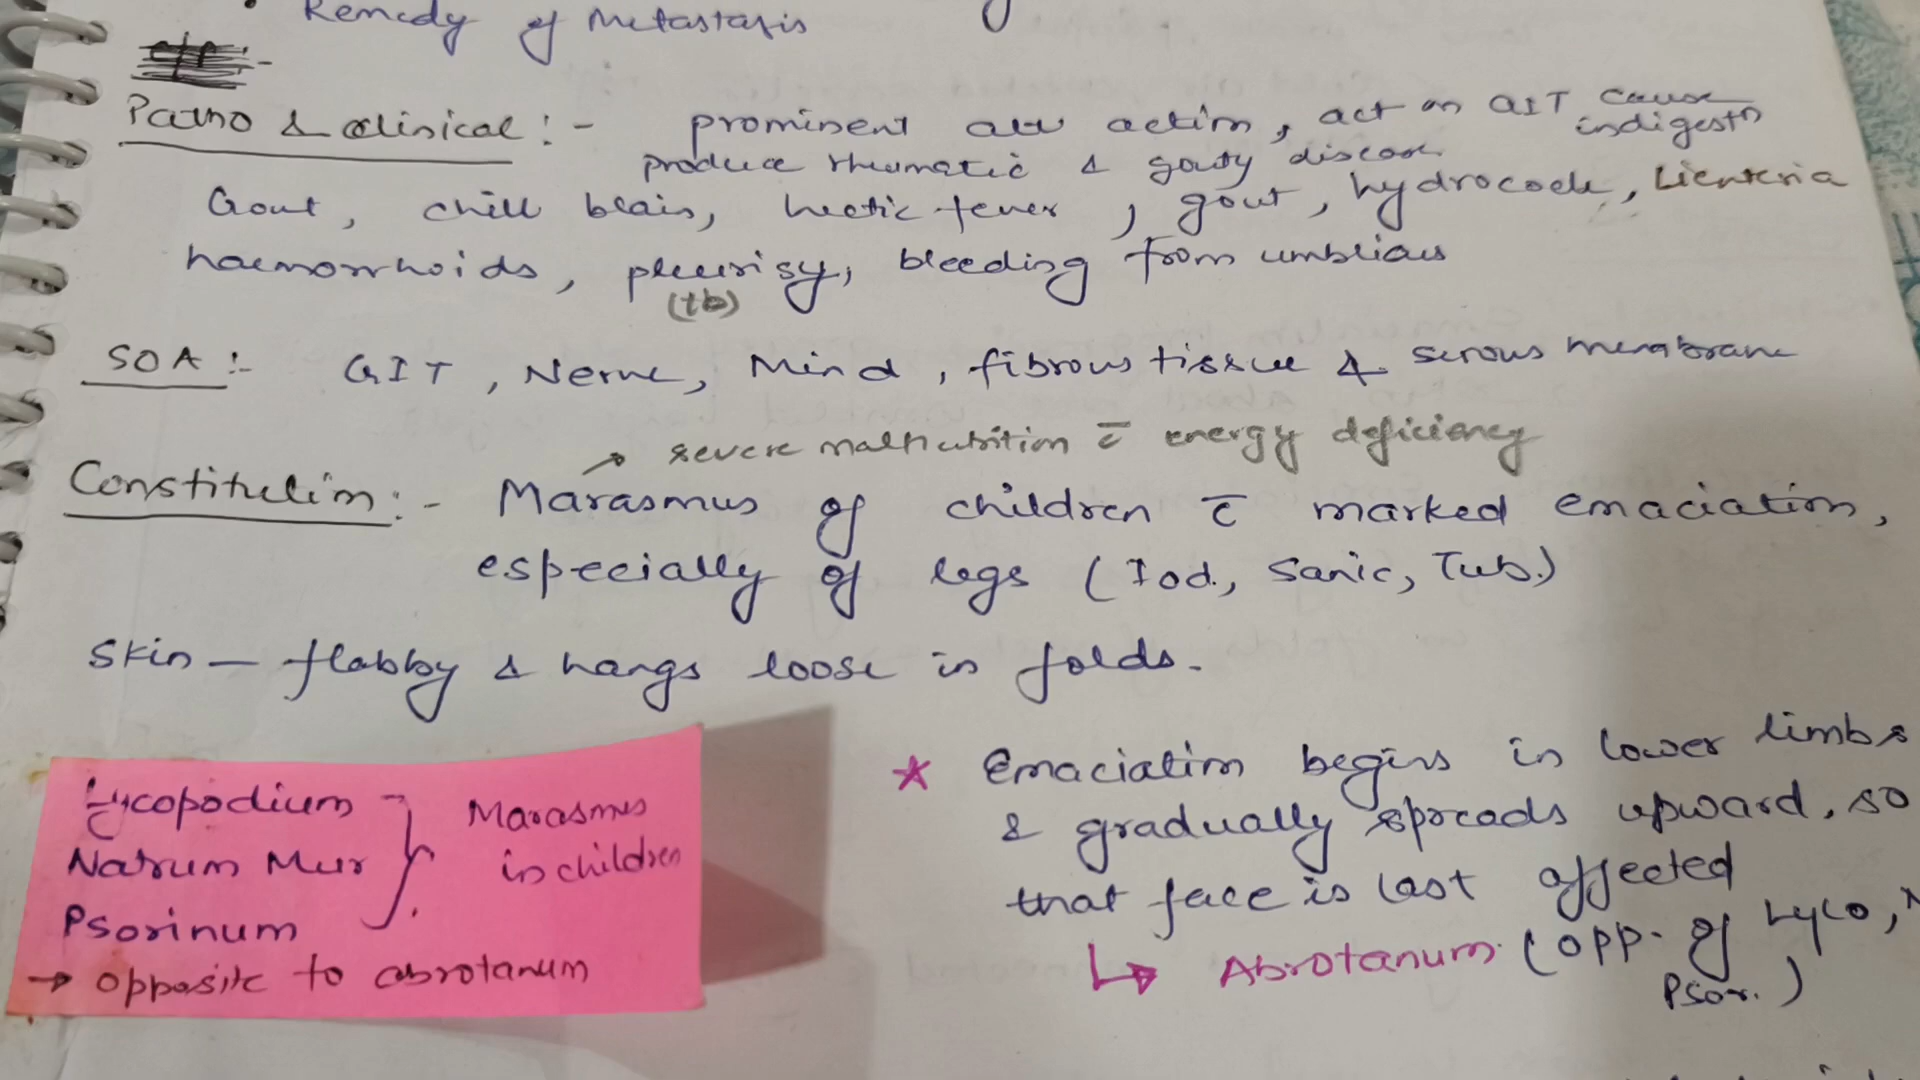 Remedy of Metastasis
Patho & clinical :- prominent action, act on GIT cause indigestn
produce rheumatic & gouty disease
Gout, chill blain, hectic fever, gout, hydrocoele, Lienteria
haemorrhoids, pleurisy, bleeding from umblicus
(tb)
SOA :- GIT, Nerve, Mind, fibrous tissue & serous membrane
→ severe malnutrition c̄ energy deficiency
Constitution :- Marasmus of children c̄ marked emaciation,
especially of legs (Iod., Sanic, Tub.)
Skin — flabby & hangs loose in folds.
Lycopodium
Natrum Mur
Psorinum
Marasmus
in children
→ opposite to abrotanum
* Emaciation begins in lower limbs
& gradually spreads upward, so
that face is last affected
↳ Abrotanum (opp. of Lyco, N
Psor.)